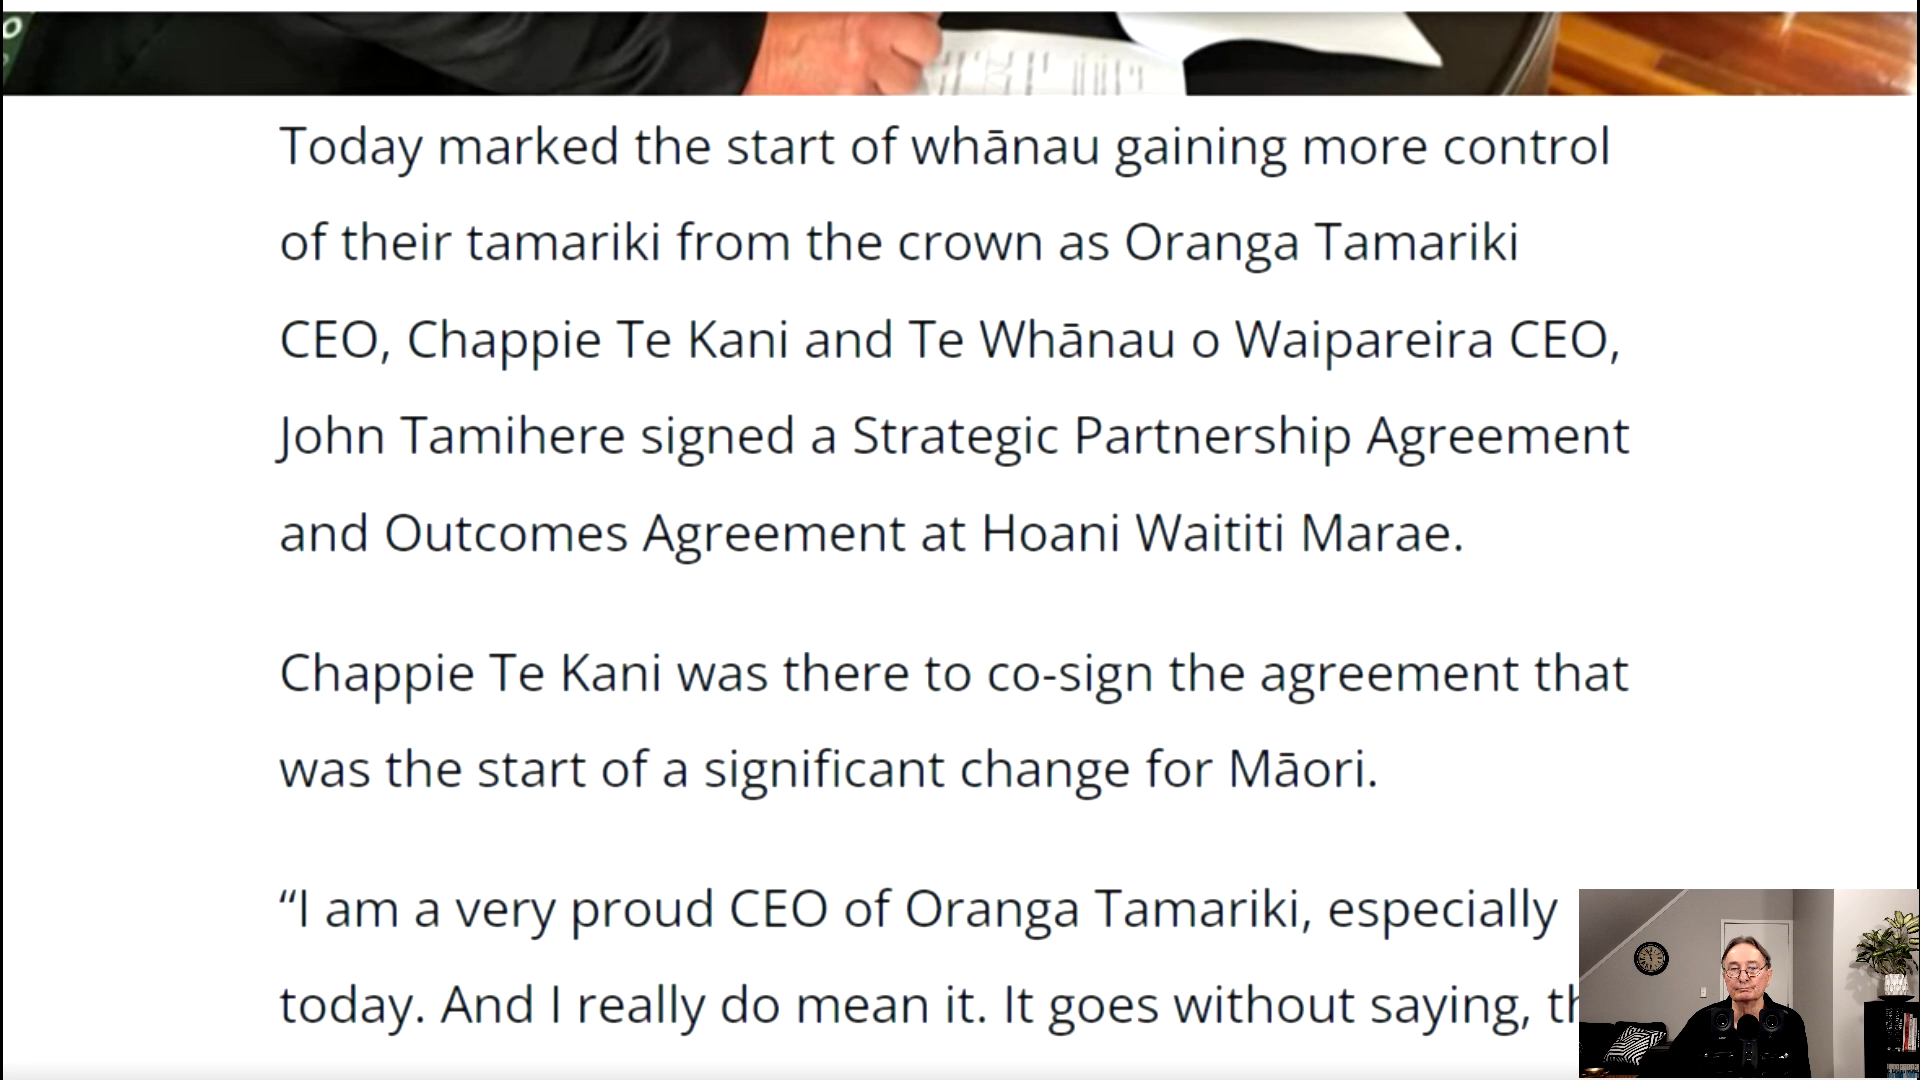 Today marked the start of whānau gaining more control
of their tamariki from the crown as Oranga Tamariki
CEO, Chappie Te Kani and Te Whānau o Waipareira CEO,
John Tamihere signed a Strategic Partnership Agreement
and Outcomes Agreement at Hoani Waititi Marae.
Chappie Te Kani was there to co-sign the agreement that
was the start of a significant change for Māori.
“I am a very proud CEO of Oranga Tamariki, especially
today. And I really do mean it. It goes without saying,